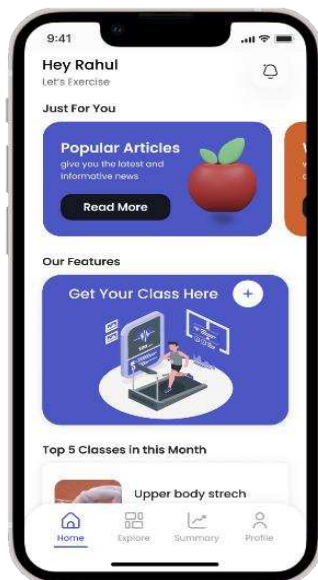 9:41
Hey Rahul
Let's Exercise
Just For You
Popular Articles
give you the latest and
informative news
Read More
Our Features
Get Your Class Here
+
Top 5 Classes in this Month
Upper body strech
Home Explore Summary Profile